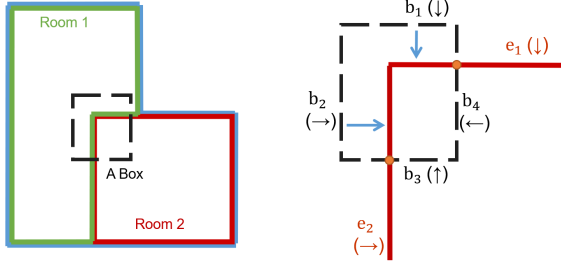 Room 1
A Box
Room 2
b₁ (↓)
e₁ (↓)
b₂
(→)
b₄
(←)
b₃ (↑)
e₂
(→)